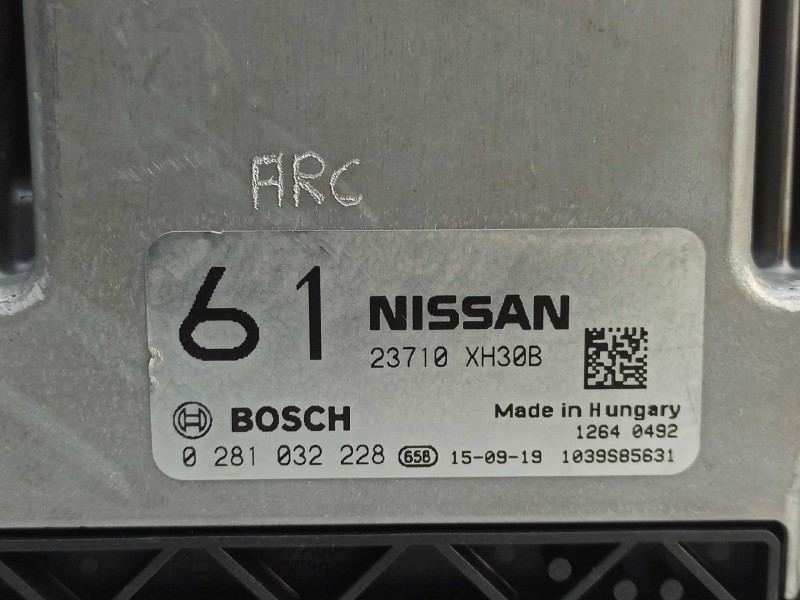 ARC
61 NISSAN
23710 XH30B
BOSCH Made in Hungary
1264 0492
0 281 032 228 65B 15-09-19 1039S85631